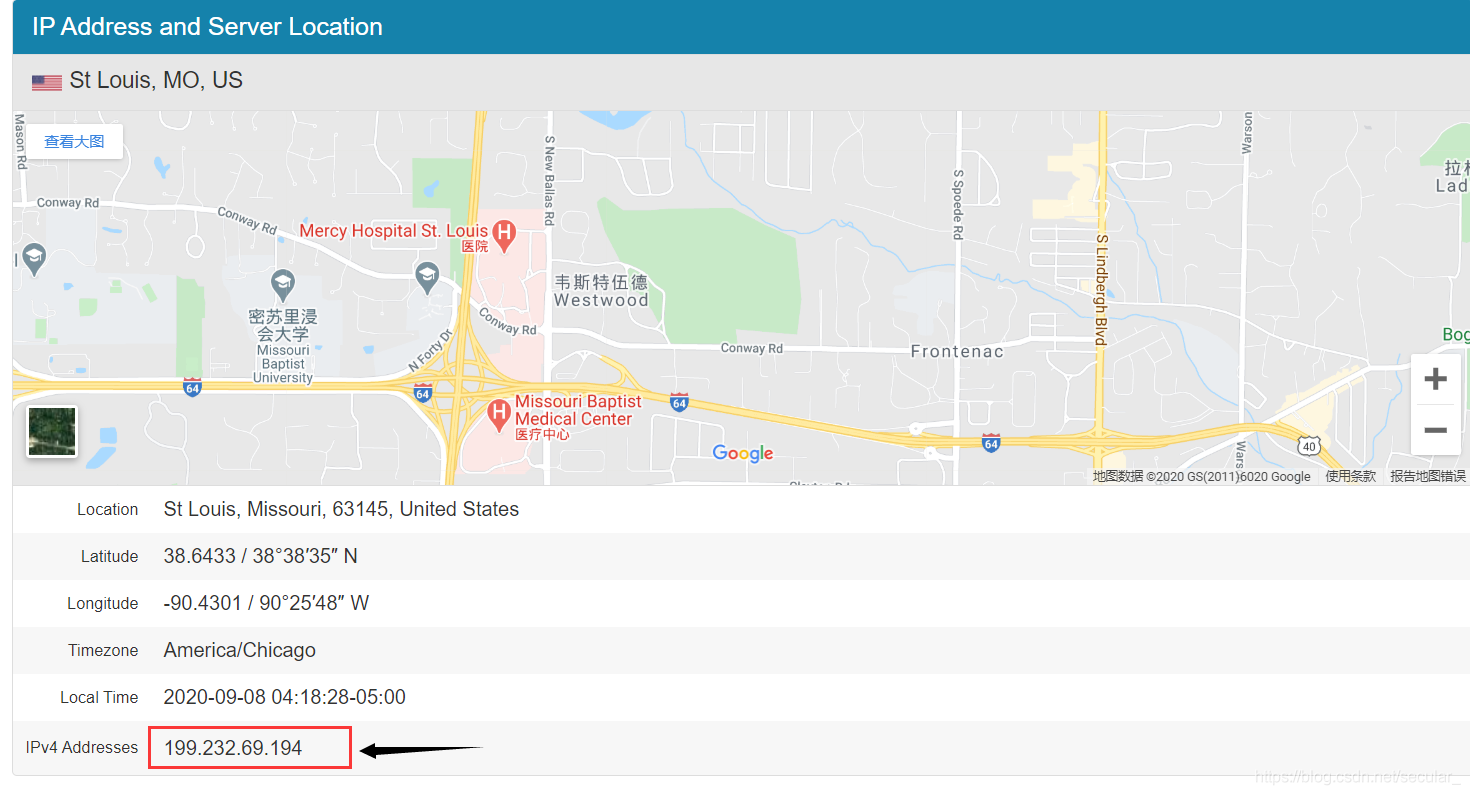 IP Address and Server Location
St Louis, MO, US
查看大图
Mason Rd
Conway Rd
Conway Rd
Mercy Hospital St. Louis
医院
S New Ballas Rd
S Spoede Rd
S Lindbergh Blvd
Warson
Lad
韦斯特伍德
Westwood
密苏里浸
会大学
Missouri
Baptist
University
Conway Rd
N Forty Dr
Conway Rd
Frontenac
Bog
64
64
64
64
40
Missouri Baptist
Medical Center
医疗中心
Wars
Google
地图数据 ©2020 GS(2011)6020 Google 使用条款 报告地图错误
Location St Louis, Missouri, 63145, United States
Latitude 38.6433 / 38°38′35″ N
Longitude -90.4301 / 90°25′48″ W
Timezone America/Chicago
Local Time 2020-09-08 04:18:28-05:00
IPv4 Addresses 199.232.69.194
https://blog.csdn.net/secular_